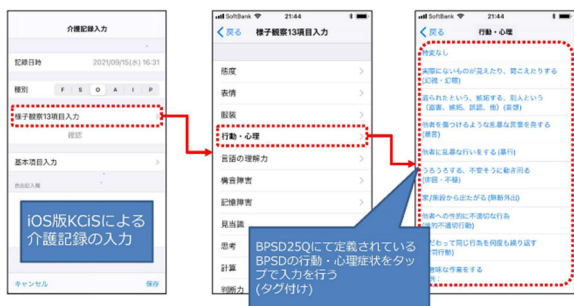 介護記録入力
記録日時
2021/09/15(水) 16:31
種別
F S O A I P
様子観察13項目入力
確認
基本項目入力
自由記入欄
iOS版KCiSによる
介護記録の入力
キャンセル
保存
SoftBank
21:44
戻る
様子観察13項目入力
態度
表情
服装
行動・心理
言語の理解力
構音障害
記憶障害
見当識
思考
計算
判断力
SoftBank
21:44
戻る
行動・心理
特変なし
実際にないものが見えたり、聞こえたりする
(幻視・幻聴)
盗られたという、嫉妬する、別人という
(盗害、嫉妬、誤認、他) (妄想)
他者を傷つけるような乱暴な言葉を発する
(暴言)
他者に乱暴な行いをする (暴行)
うろうろする、不安そうに動き回る
(徘徊・不穏)
家/施設から出たがる (無断外出)
他者への性的に不適切な行為
(性的不適切行動)
こだわって同じ行為を何度も繰り返す
無意味な作業をする
BPSD25Qにて定義されている
BPSDの行動・心理症状をタッ
プで入力を行う
(タグ付け)